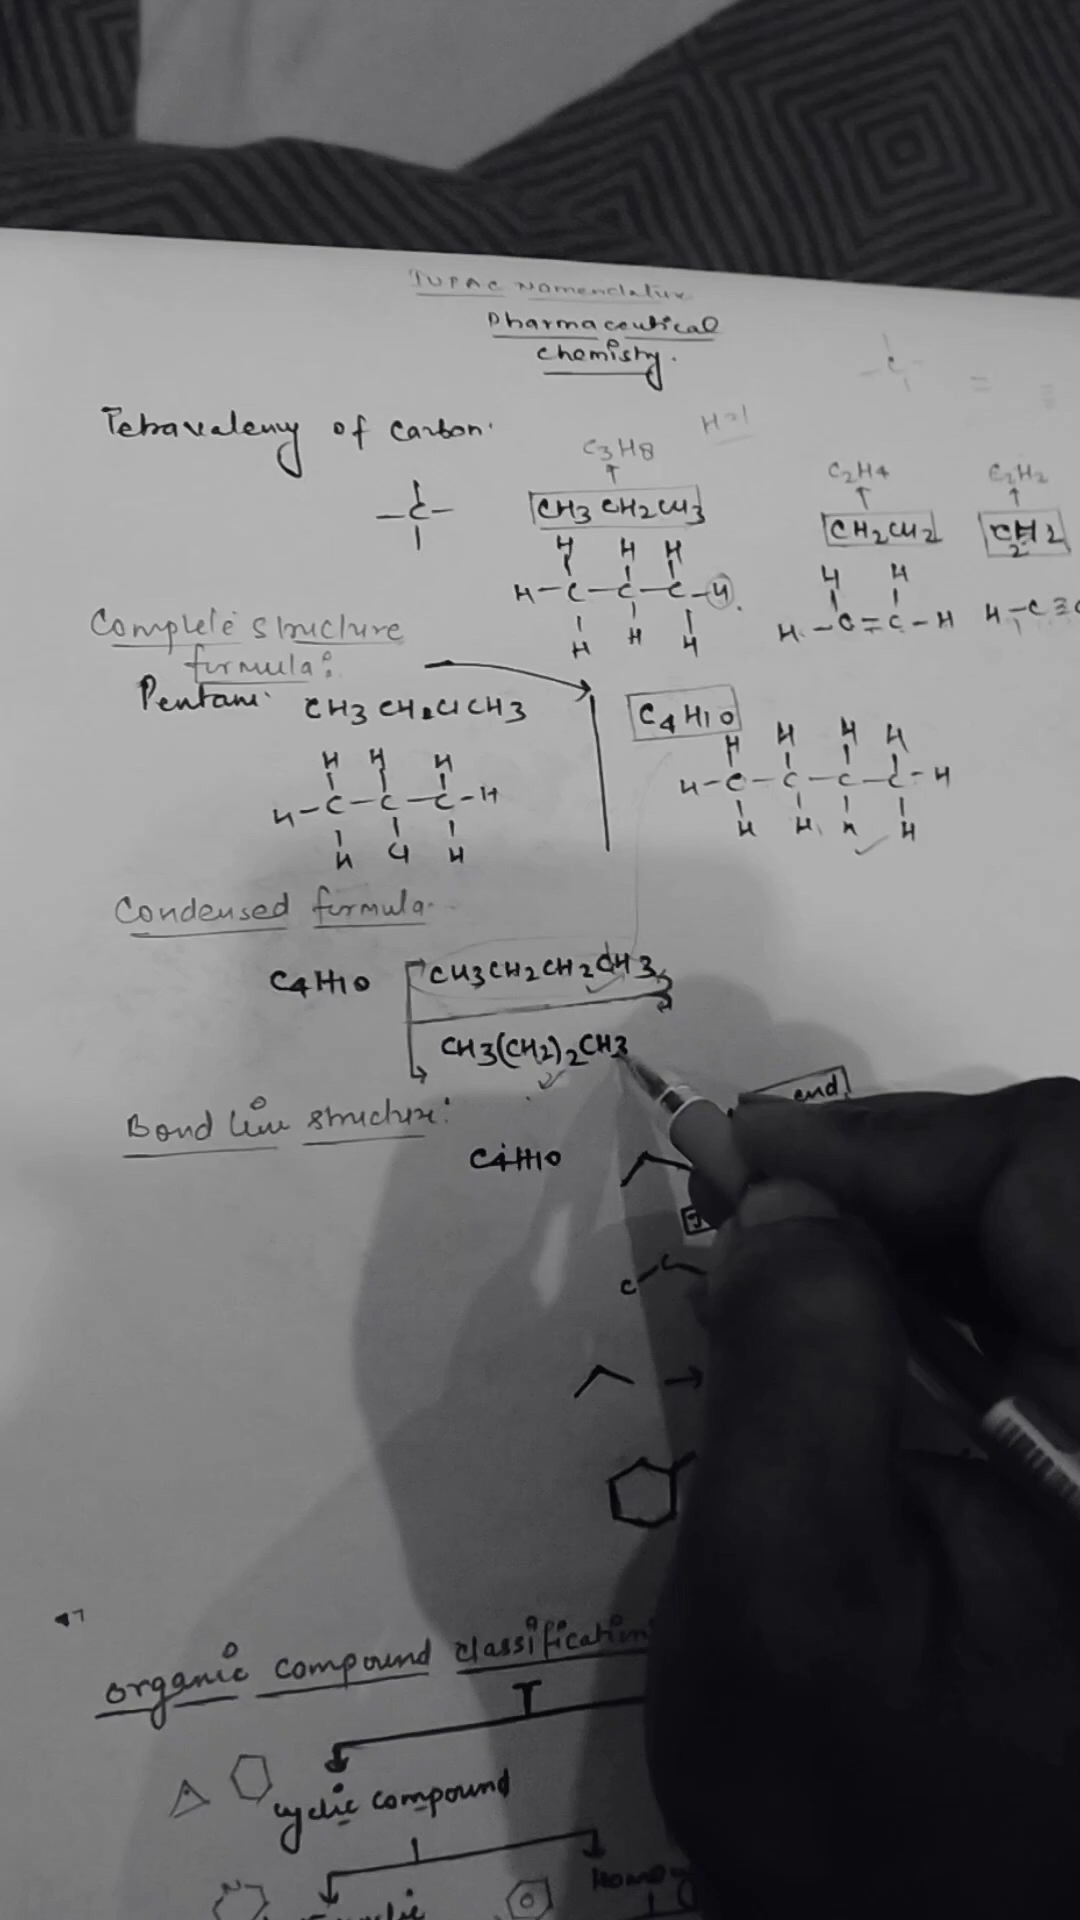 IUPAC Nomenclature
Pharmaceutical
chemistry.
Tetravalency of carbon.
H=1
-C-
C3H8
C2H4
C2H2
CH3 CH2 CH3
CH2CH2
H H H
H-C-C-C-H
H H H
H H
H-C=C-H
H-C≡C
Complete structure
formula:
Pentane
CH3 CH2ClCH3
C4H10
H H H
H-C-C-C-H
H Cl H
H H H H
H-C-C-C-C-H
H H H H
Condensed formula
C4H10
CH3CH2CH2CH3
CH3(CH2)2CH3
Bond line structure:
end
C4H10
C C
organic compound classification
cyclic compound